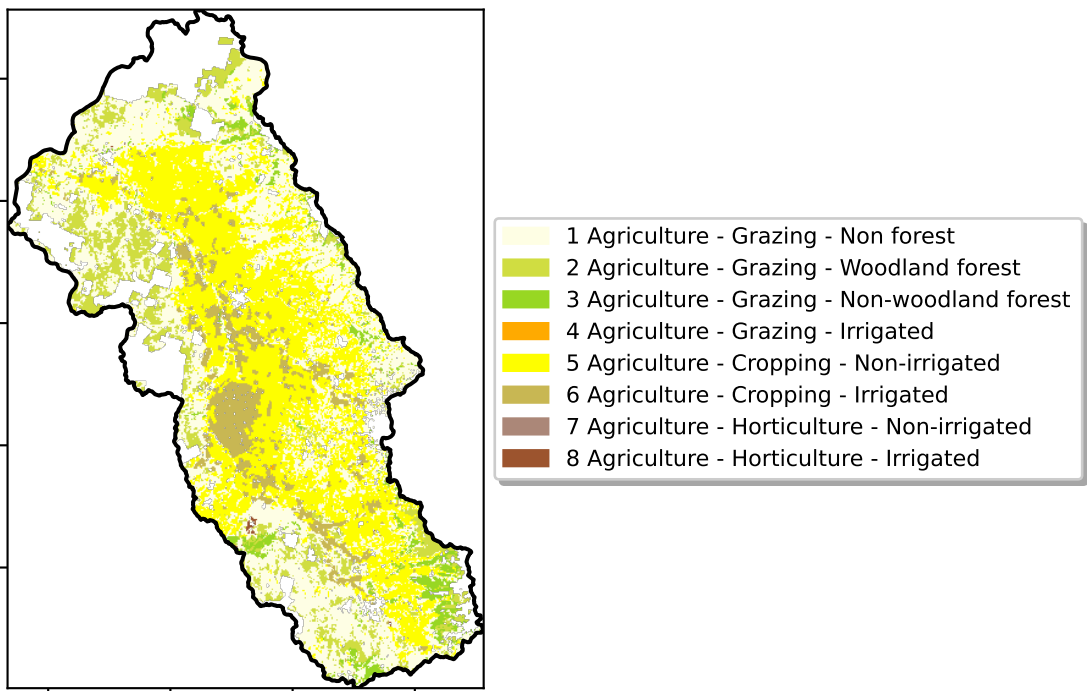 1 Agriculture - Grazing - Non forest
2 Agriculture - Grazing - Woodland forest
3 Agriculture - Grazing - Non-woodland forest
4 Agriculture - Grazing - Irrigated
5 Agriculture - Cropping - Non-irrigated
6 Agriculture - Cropping - Irrigated
7 Agriculture - Horticulture - Non-irrigated
8 Agriculture - Horticulture - Irrigated